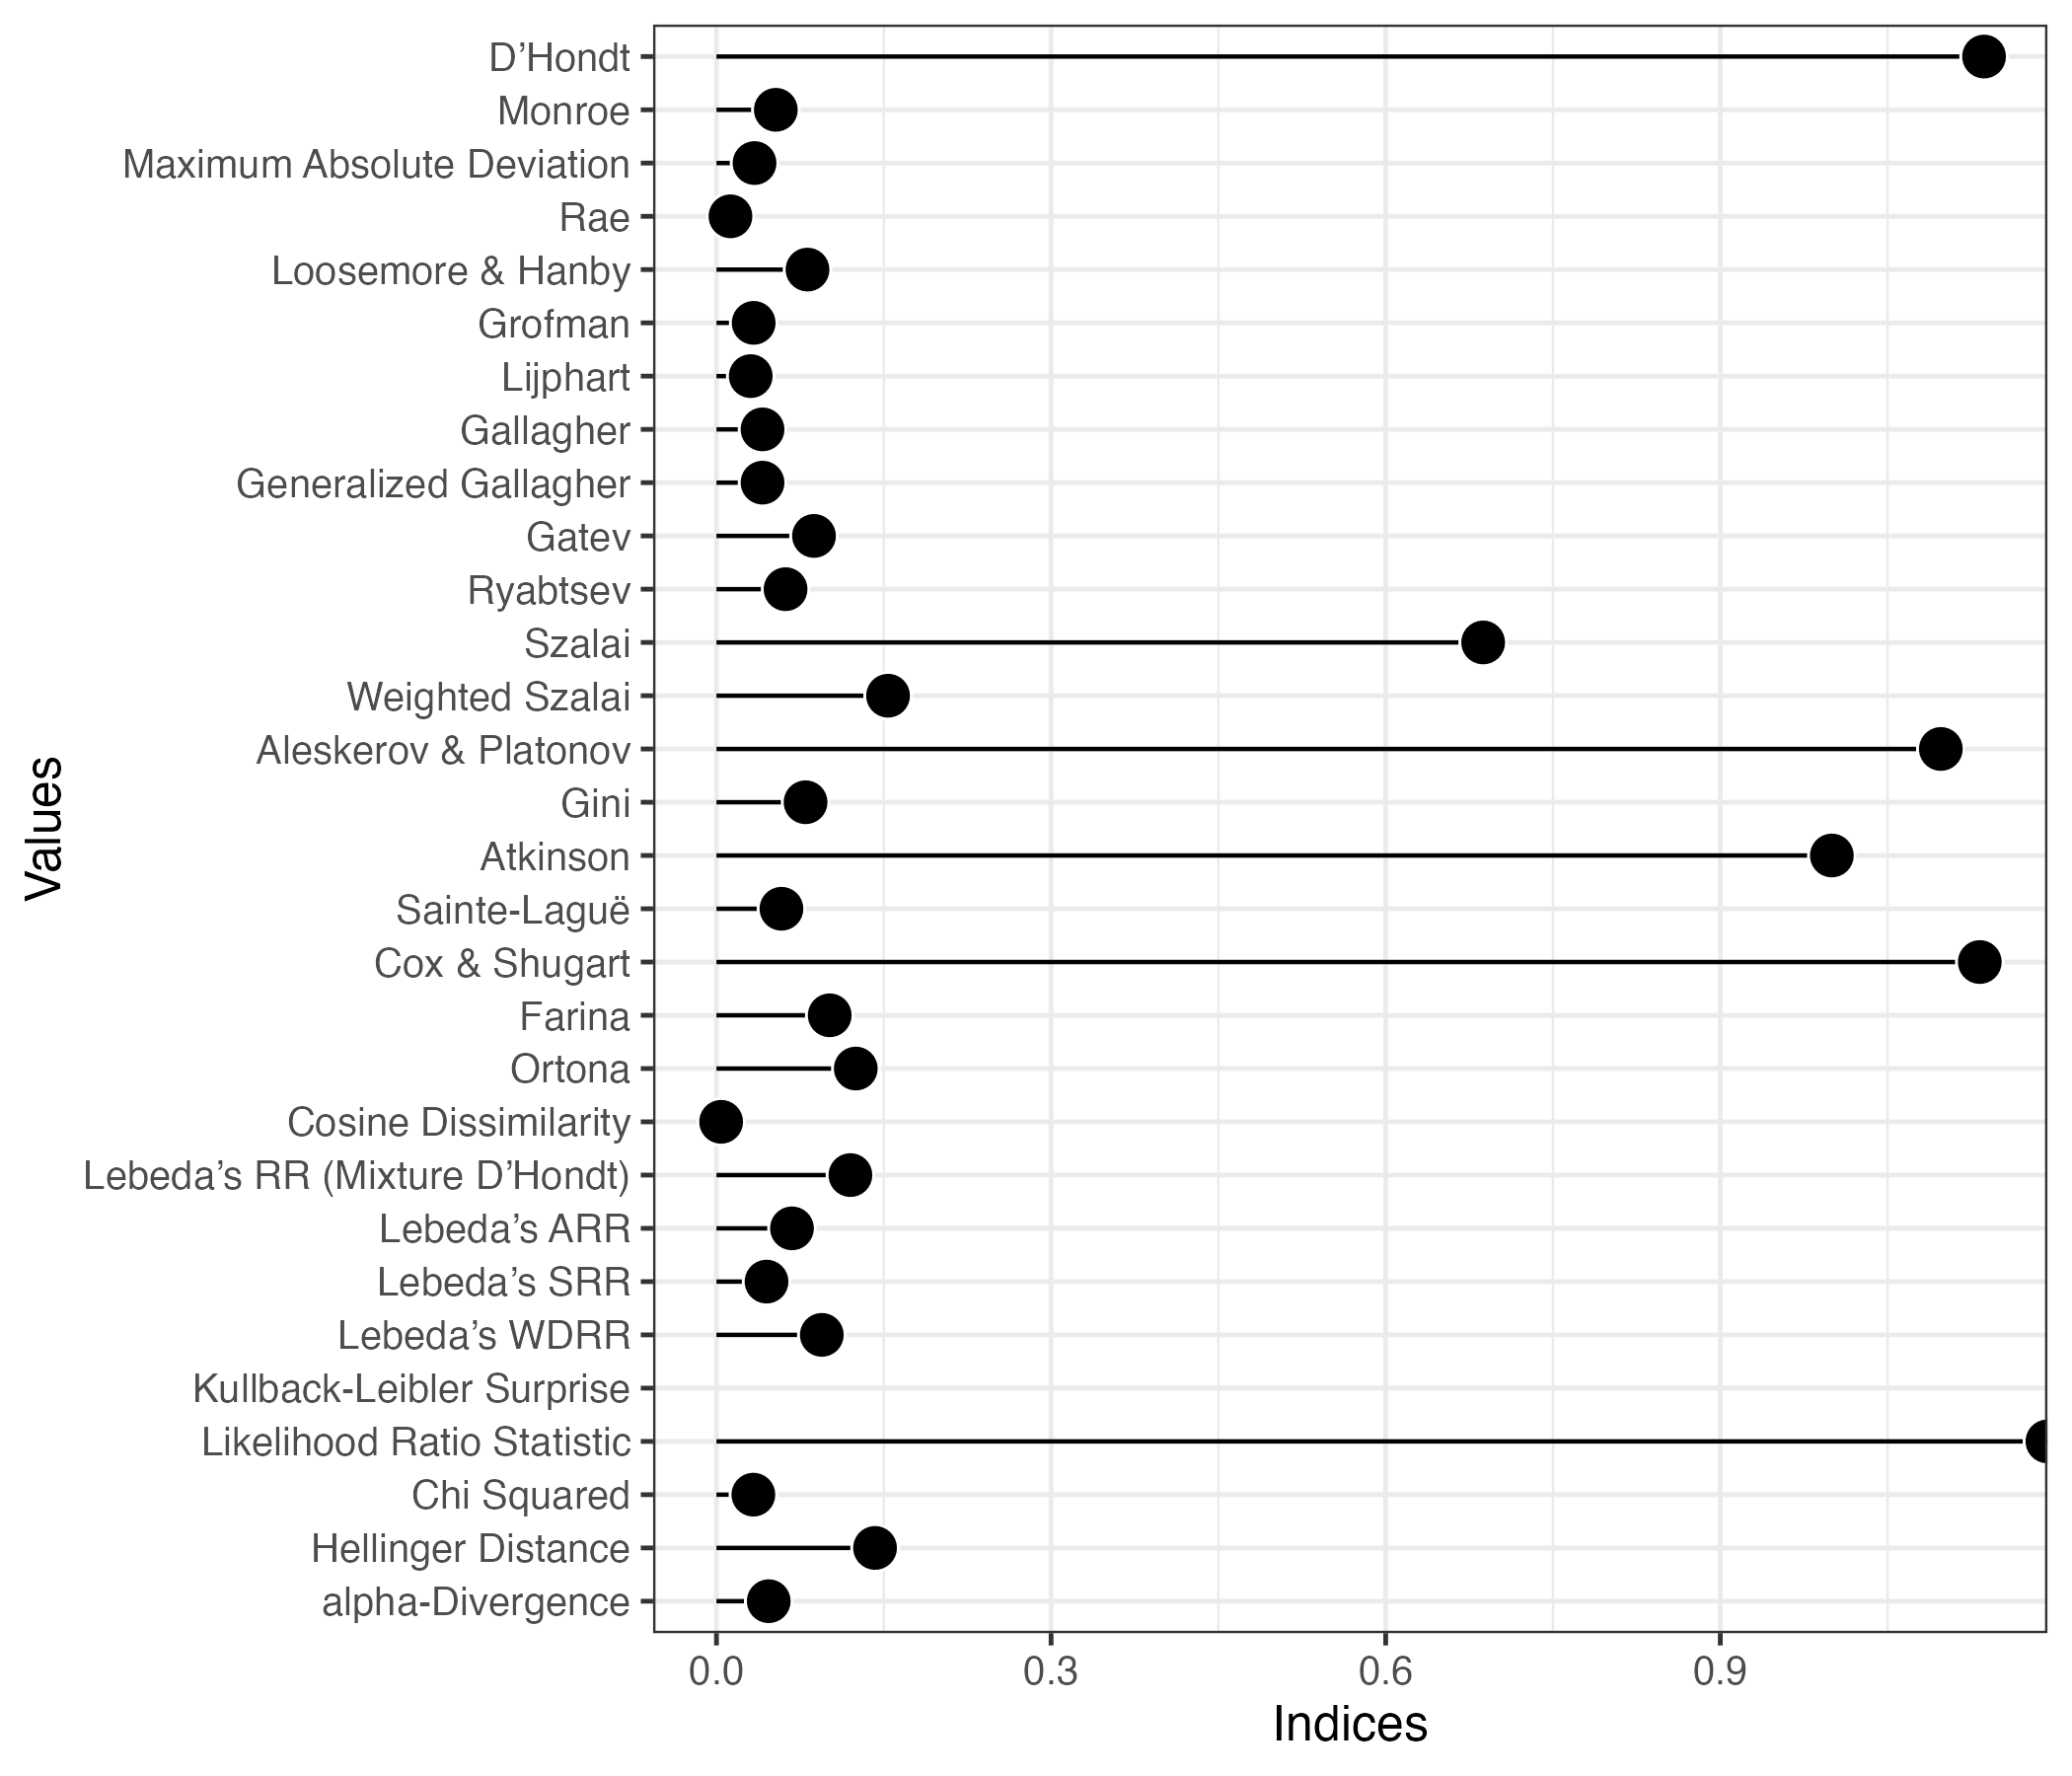 D’Hondt
Monroe
Maximum Absolute Deviation
Rae
Loosemore & Hanby
Grofman
Lijphart
Gallagher
Generalized Gallagher
Gatev
Ryabtsev
Szalai
Weighted Szalai
Aleskerov & Platonov
Gini
Atkinson
Sainte-Laguë
Cox & Shugart
Farina
Ortona
Cosine Dissimilarity
Lebeda’s RR (Mixture D’Hondt)
Lebeda’s ARR
Lebeda’s SRR
Lebeda’s WDRR
Kullback-Leibler Surprise
Likelihood Ratio Statistic
Chi Squared
Hellinger Distance
alpha-Divergence
Values
0.0 0.3 0.6 0.9
Indices